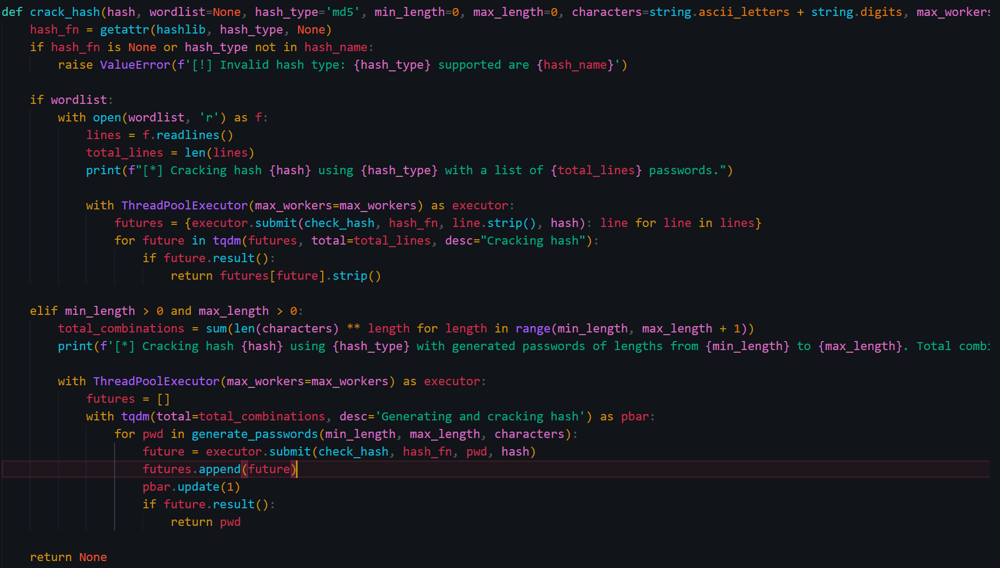 def crack_hash(hash, wordlist=None, hash_type='md5', min_length=0, max_length=0, characters=string.ascii_letters + string.digits, max_workers
    hash_fn = getattr(hashlib, hash_type, None)
    if hash_fn is None or hash_type not in hash_name:
        raise ValueError(f'[!] Invalid hash type: {hash_type} supported are {hash_name}')

    if wordlist:
        with open(wordlist, 'r') as f:
            lines = f.readlines()
            total_lines = len(lines)
            print(f"[*] Cracking hash {hash} using {hash_type} with a list of {total_lines} passwords.")

            with ThreadPoolExecutor(max_workers=max_workers) as executor:
                futures = {executor.submit(check_hash, hash_fn, line.strip(), hash): line for line in lines}
                for future in tqdm(futures, total=total_lines, desc="Cracking hash"):
                    if future.result():
                        return futures[future].strip()

    elif min_length > 0 and max_length > 0:
        total_combinations = sum(len(characters) ** length for length in range(min_length, max_length + 1))
        print(f'[*] Cracking hash {hash} using {hash_type} with generated passwords of lengths from {min_length} to {max_length}. Total combi

        with ThreadPoolExecutor(max_workers=max_workers) as executor:
            futures = []
            with tqdm(total=total_combinations, desc='Generating and cracking hash') as pbar:
                for pwd in generate_passwords(min_length, max_length, characters):
                    future = executor.submit(check_hash, hash_fn, pwd, hash)
                    futures.append(future)
                    pbar.update(1)
                    if future.result():
                        return pwd

    return None